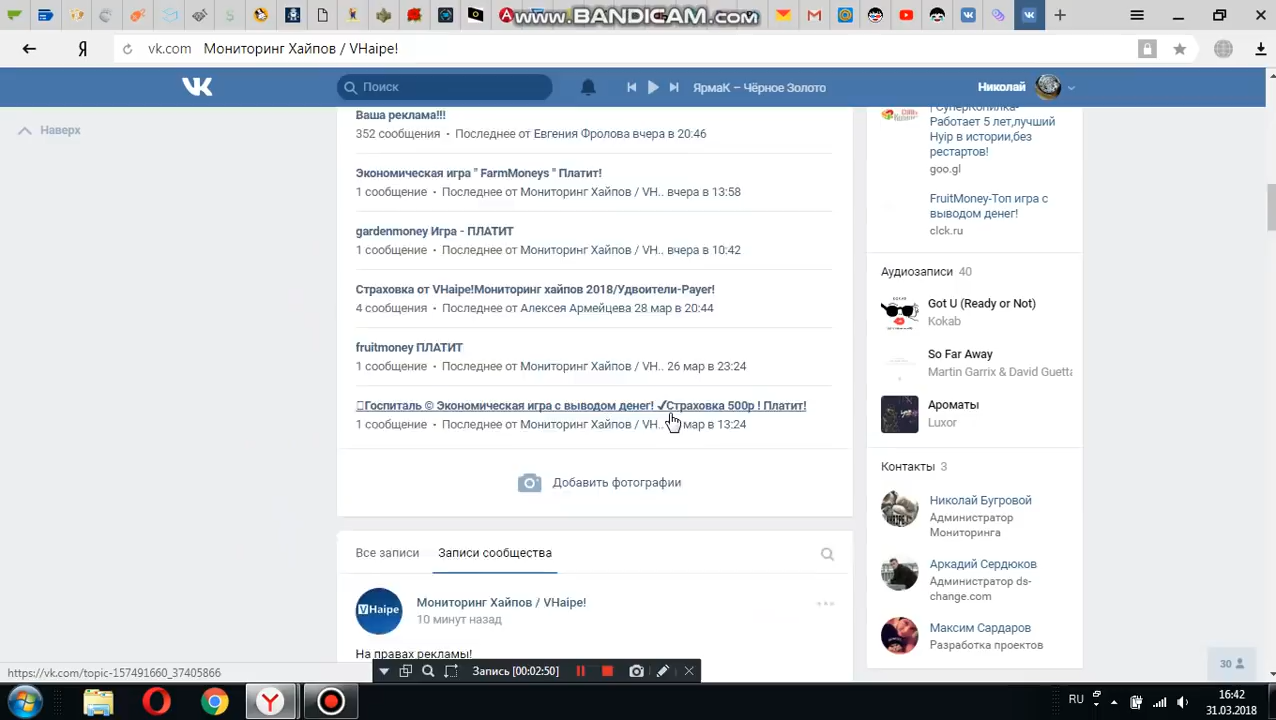 www.BANDICAM.com
vk.com Мониторинг Хайпов / VHaipe!
Поиск
ЯрмаК – Чёрное Золото
Николай
Наверх
Ваша реклама!!!
352 сообщения • Последнее от Евгения Фролова вчера в 20:46
Экономическая игра " FarmMoneys " Платит!
1 сообщение • Последнее от Мониторинг Хайпов / VH.. вчера в 13:58
gardenmoney Игра - ПЛАТИТ
1 сообщение • Последнее от Мониторинг Хайпов / VH.. вчера в 10:42
Страховка от VHaipe!Мониторинг хайпов 2018/Удвоители-Payer!
4 сообщения • Последнее от Алексея Армейцева 28 мар в 20:44
fruitmoney ПЛАТИТ
1 сообщение • Последнее от Мониторинг Хайпов / VH.. 26 мар в 23:24
Госпиталь © Экономическая игра с выводом денег! ✓Страховка 500р ! Платит!
1 сообщение • Последнее от Мониторинг Хайпов / VH.. мар в 13:24
Добавить фотографии
Все записи Записи сообщества
Мониторинг Хайпов / VHaipe!
10 минут назад
На правах рекламы!
VHaipe
| СуперКопилка-
Работает 5 лет,лучший
Hyip в истории,без
рестартов!
goo.gl
FruitMoney-Топ игра с
выводом денег!
clck.ru
Аудиозаписи 40
Got U (Ready or Not)
Kokab
So Far Away
Martin Garrix & David Guetta
Ароматы
Luxor
Контакты 3
Николай Бугровой
Администратор
Мониторинга
Аркадий Сердюков
Администратор ds-
change.com
Максим Сардаров
Разработка проектов
30
https://vk.com/topic-157491660_37405866
Запись [00:02:50]
RU
16:42
31.03.2018